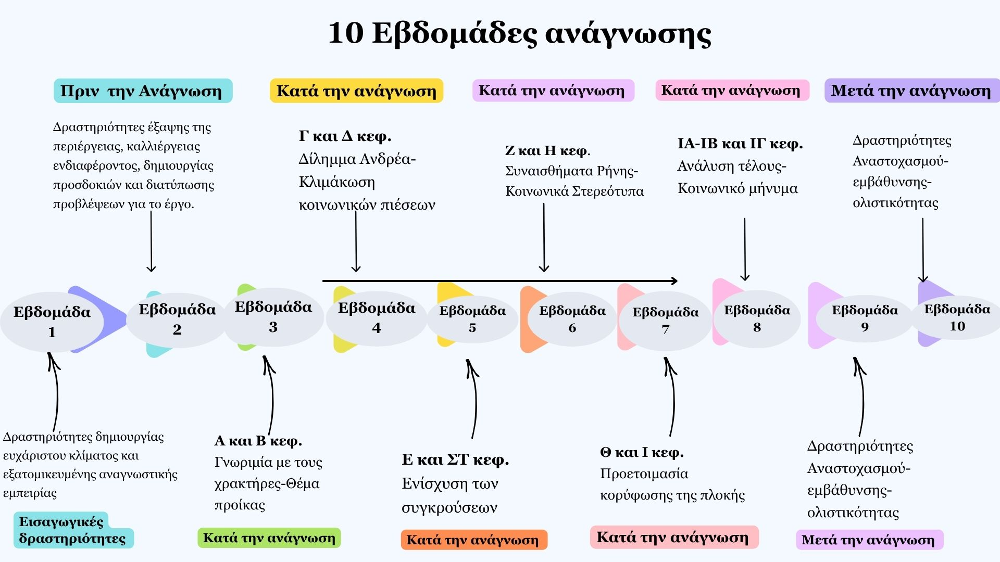 10 Εβδομάδες ανάγνωσης
Πριν την Ανάγνωση
Δραστηριότητες έξαψης της
περιέργειας, καλλιέργειας
ενδιαφέροντος, δημιουργίας
προσδοκιών και διατύπωσης
προβλέψεων για το έργο.
Κατά την ανάγνωση
Γ και Δ κεφ.
Δίλημμα Ανδρέα-
Κλιμάκωση
κοινωνικών πιέσεων
Κατά την ανάγνωση
Ζ και Η κεφ.
Συναισθήματα Ρήνης-
Κοινωνικά Στερεότυπα
Κατά την ανάγνωση
ΙΑ-ΙΒ και ΙΓ κεφ.
Ανάλυση τέλους-
Κοινωνικό μήνυμα
Μετά την ανάγνωση
Δραστηριότητες
Αναστοχασμού-
εμβάθυνσης-
ολιστικότητας
Εβδομάδα
1
Εβδομάδα
2
Εβδομάδα
3
Εβδομάδα
4
Εβδομάδα
5
Εβδομάδα
6
Εβδομάδα
7
Εβδομάδα
8
Εβδομάδα
9
Εβδομάδα
10
Δραστηριότητες δημιουργίας
ευχάριστου κλίματος και
εξατομικευμένης αναγνωστικής
εμπειρίας
Εισαγωγικές
δραστηριότητες
Α και Β κεφ.
Γνωριμία με τους
χρακτήρες-Θέμα
προίκας
Κατά την ανάγνωση
Ε και ΣΤ κεφ.
Ενίσχυση των
συγκρούσεων
Κατά την ανάγνωση
Θ και Ι κεφ.
Προετοιμασία
κορύφωσης της πλοκής
Κατά την ανάγνωση
Δραστηριότητες
Αναστοχασμού-
εμβάθυνσης-
ολιστικότητας
Μετά την ανάγνωση